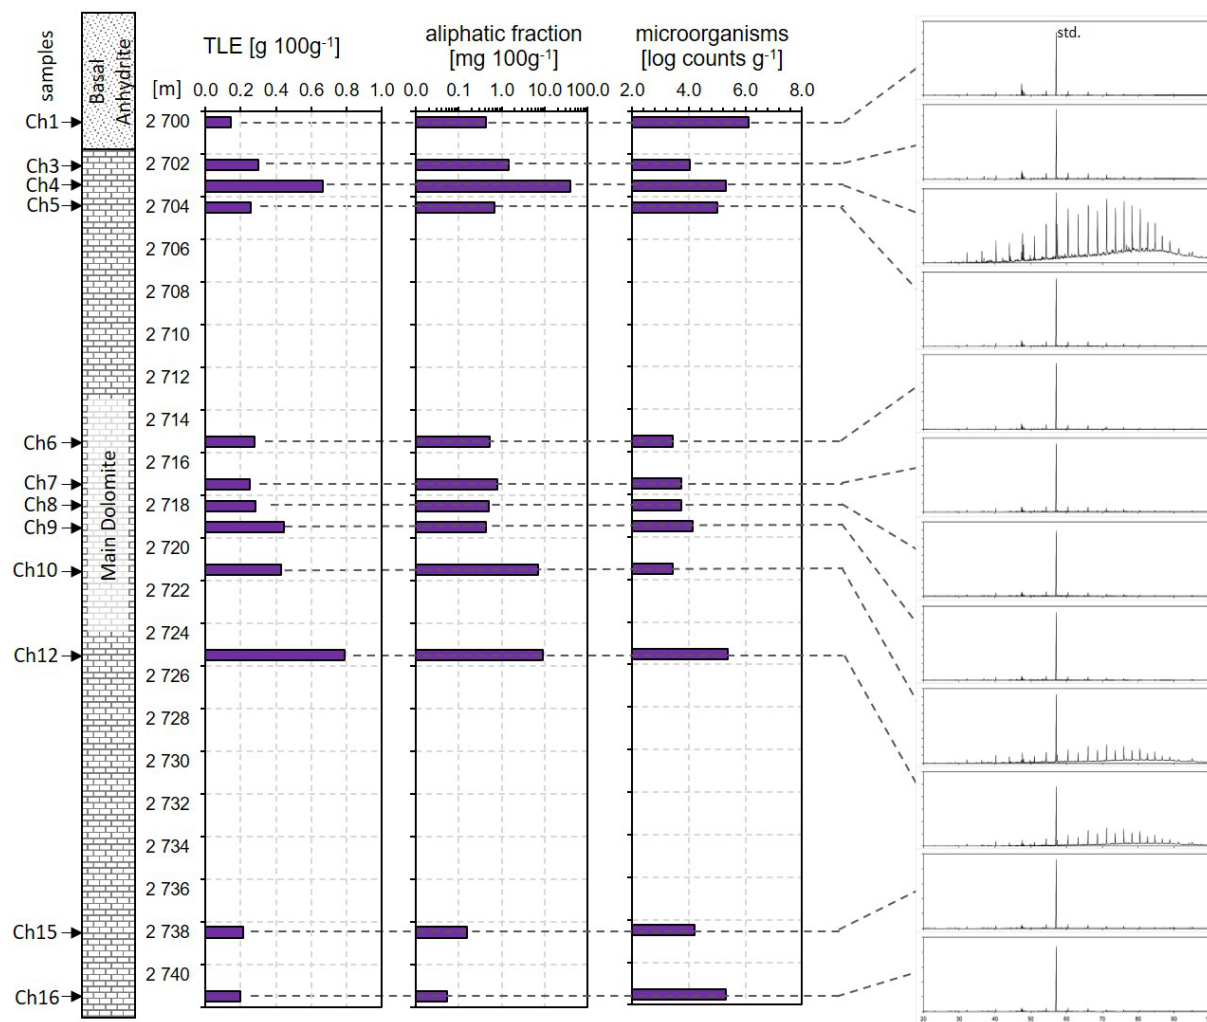 samples
Basal
Anhydrite
Main Dolomite
TLE [g 100g-1]
aliphatic fraction
[mg 100g-1]
microorganisms
[log counts g-1]
std.
[m]
0.0 0.2 0.4 0.6 0.8 1.0
0.0 0.1 1.0 10.0 100.0
2.0 4.0 6.0 8.0
Ch1
Ch3
Ch4
Ch5
Ch6
Ch7
Ch8
Ch9
Ch10
Ch12
Ch15
Ch16
2 700
2 702
2 704
2 706
2 708
2 710
2 712
2 714
2 716
2 718
2 720
2 722
2 724
2 726
2 728
2 730
2 732
2 734
2 736
2 738
2 740
20 30 40 50 60 70 80 90